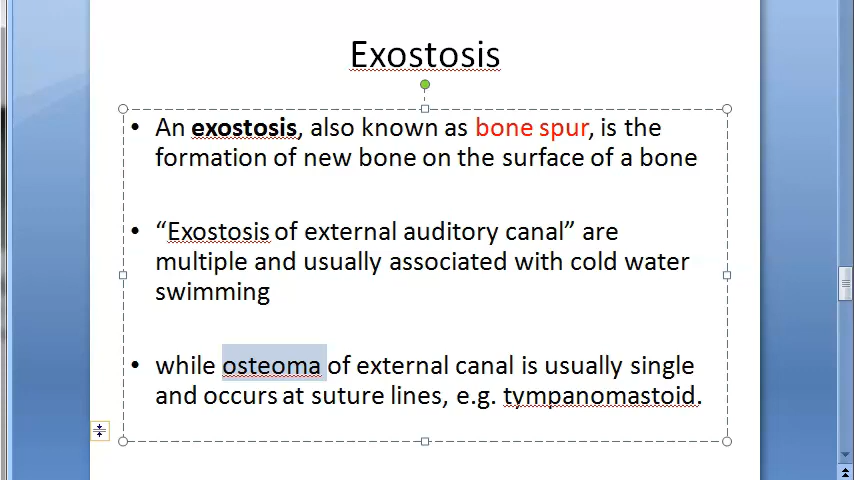 Exostosis
• An exostosis, also known as bone spur, is the
formation of new bone on the surface of a bone
• “Exostosis of external auditory canal” are
multiple and usually associated with cold water
swimming
• while osteoma of external canal is usually single
and occurs at suture lines, e.g. tympanomastoid.